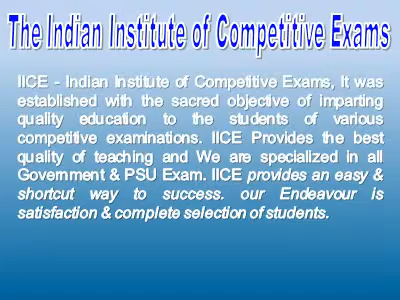 The Indian Institute of Competitive Exams
IICE - Indian Institute of Competitive Exams, It was
established with the sacred objective of imparting
quality education to the students of various
competitive examinations. IICE Provides the best
quality of teaching and We are specialized in all
Government & PSU Exam. IICE provides an easy &
shortcut way to success. our Endeavour is
satisfaction & complete selection of students.